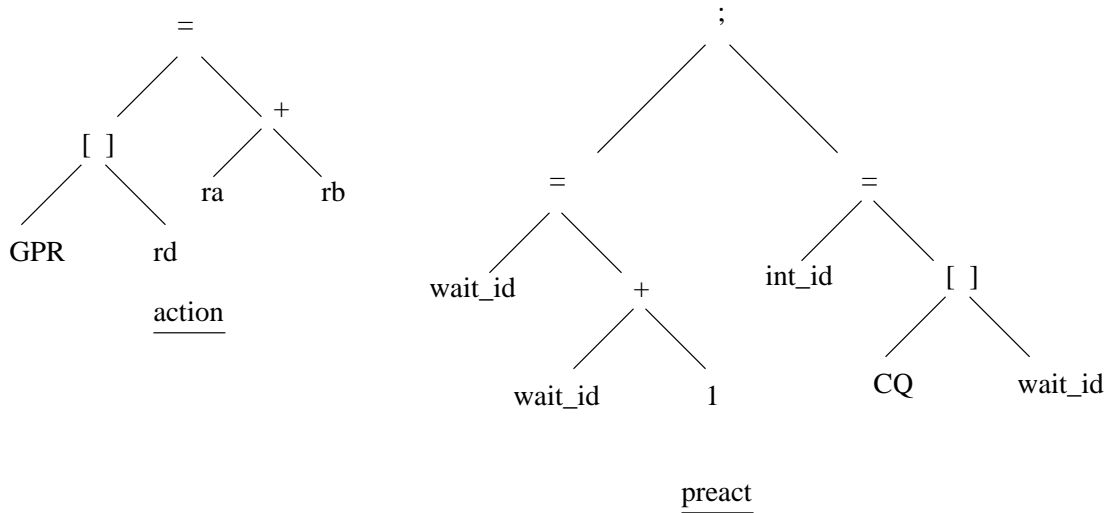 =
[ ]
+
GPR
rd
ra
rb
action
;
=
=
wait_id
+
int_id
[ ]
wait_id
1
CQ
wait_id
preact